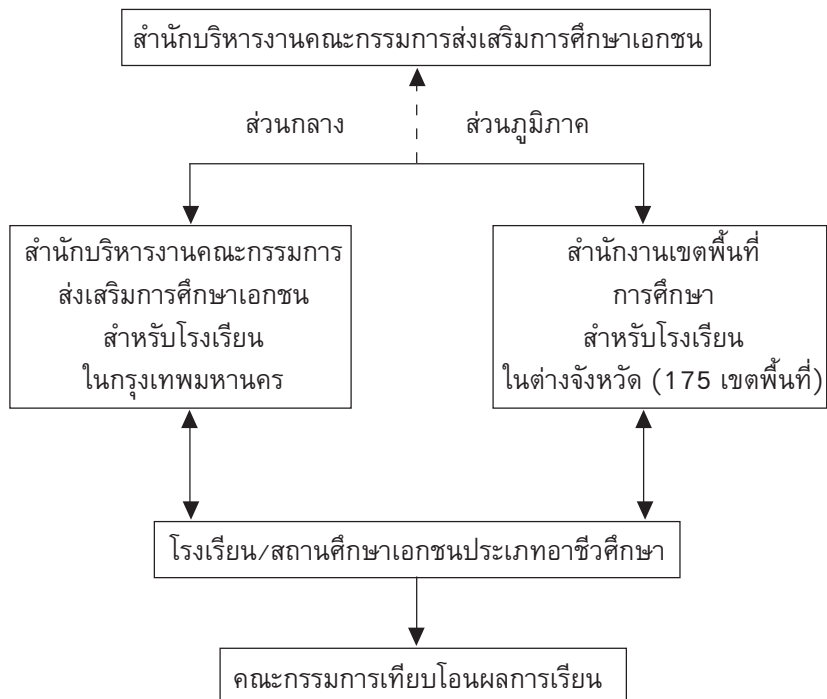 สำนักบริหารงานคณะกรรมการส่งเสริมการศึกษาเอกชน
ส่วนกลาง
ส่วนภูมิภาค
สำนักบริหารงานคณะกรรมการ
ส่งเสริมการศึกษาเอกชน
สำหรับโรงเรียน
ในกรุงเทพมหานคร
สำนักงานเขตพื้นที่
การศึกษา
สำหรับโรงเรียน
ในต่างจังหวัด (175 เขตพื้นที่)
โรงเรียน/สถานศึกษาเอกชนประเภทอาชีวศึกษา
คณะกรรมการเทียบโอนผลการเรียน